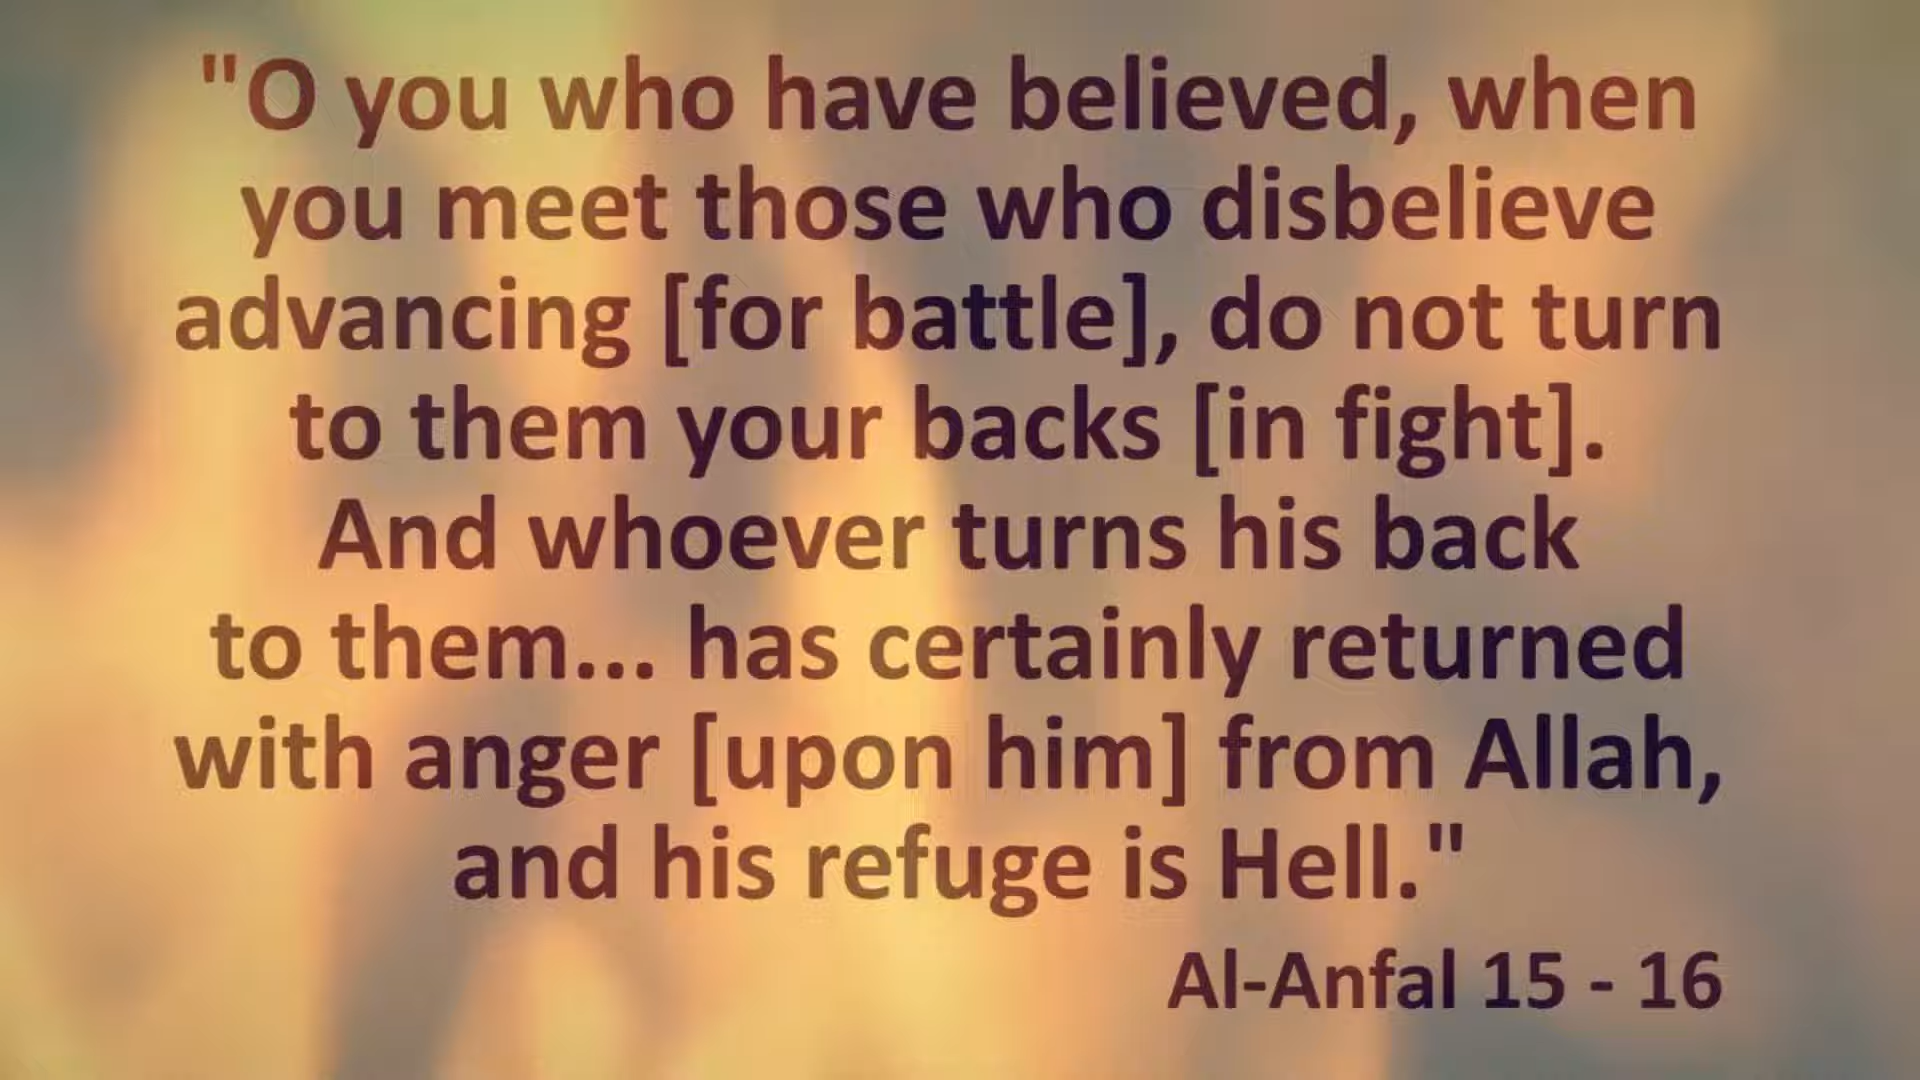 "O you who have believed, when
you meet those who disbelieve
advancing [for battle], do not turn
to them your backs [in fight].
And whoever turns his back
to them... has certainly returned
with anger [upon him] from Allah,
and his refuge is Hell."
Al-Anfal 15 - 16